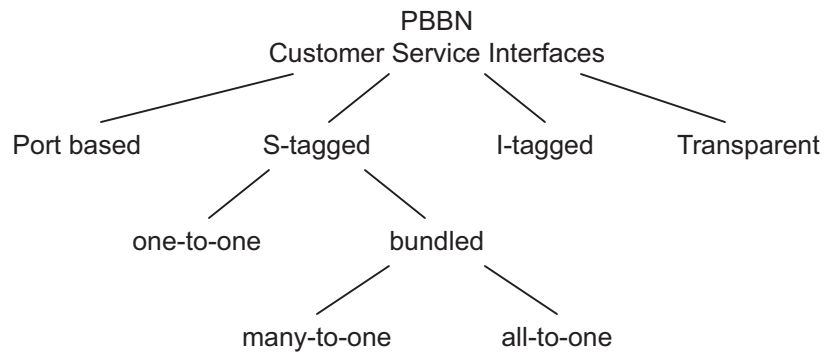 PBBN
Customer Service Interfaces
Port based
S-tagged
I-tagged
Transparent
one-to-one
bundled
many-to-one
all-to-one